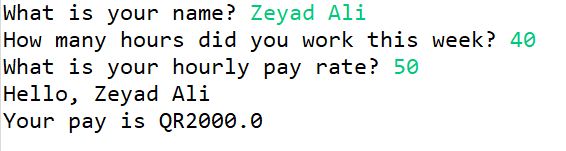 What is your name? Zeyad Ali
How many hours did you work this week? 40
What is your hourly pay rate? 50
Hello, Zeyad Ali
Your pay is QR2000.0